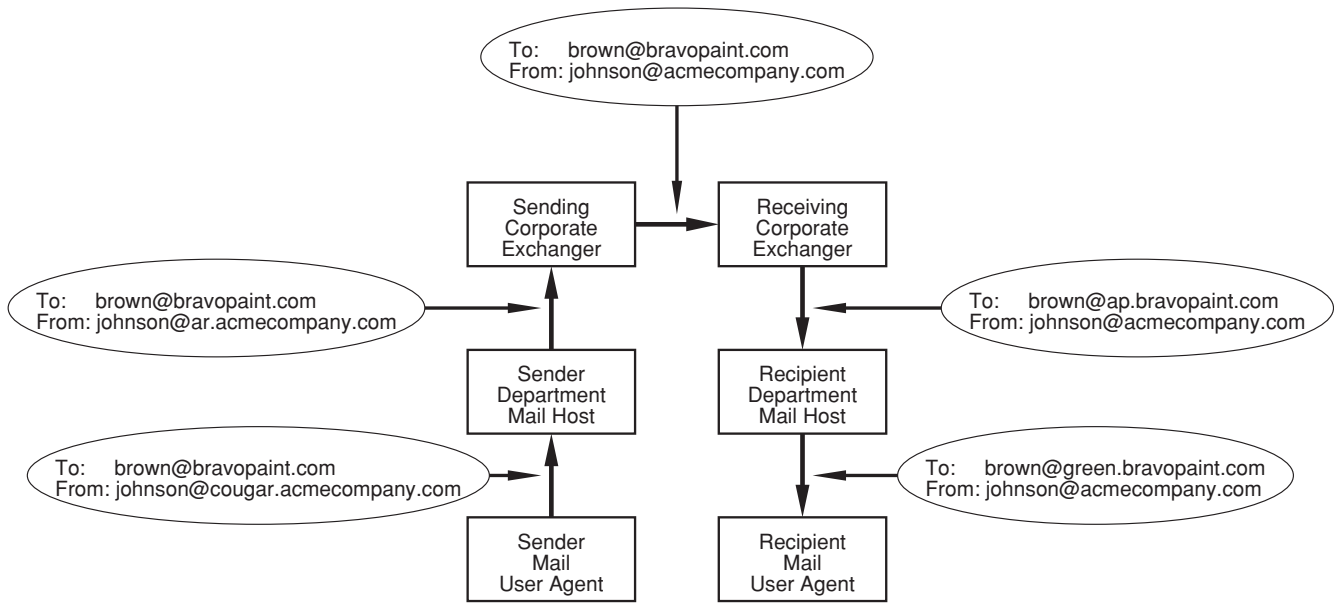 To: brown@bravopaint.com
From: johnson@acmecompany.com
Sending
Corporate
Exchanger
Receiving
Corporate
Exchanger
To: brown@bravopaint.com
From: johnson@ar.acmecompany.com
To: brown@ap.bravopaint.com
From: johnson@acmecompany.com
Sender
Department
Mail Host
Recipient
Department
Mail Host
To: brown@bravopaint.com
From: johnson@cougar.acmecompany.com
To: brown@green.bravopaint.com
From: johnson@acmecompany.com
Sender
Mail
User Agent
Recipient
Mail
User Agent